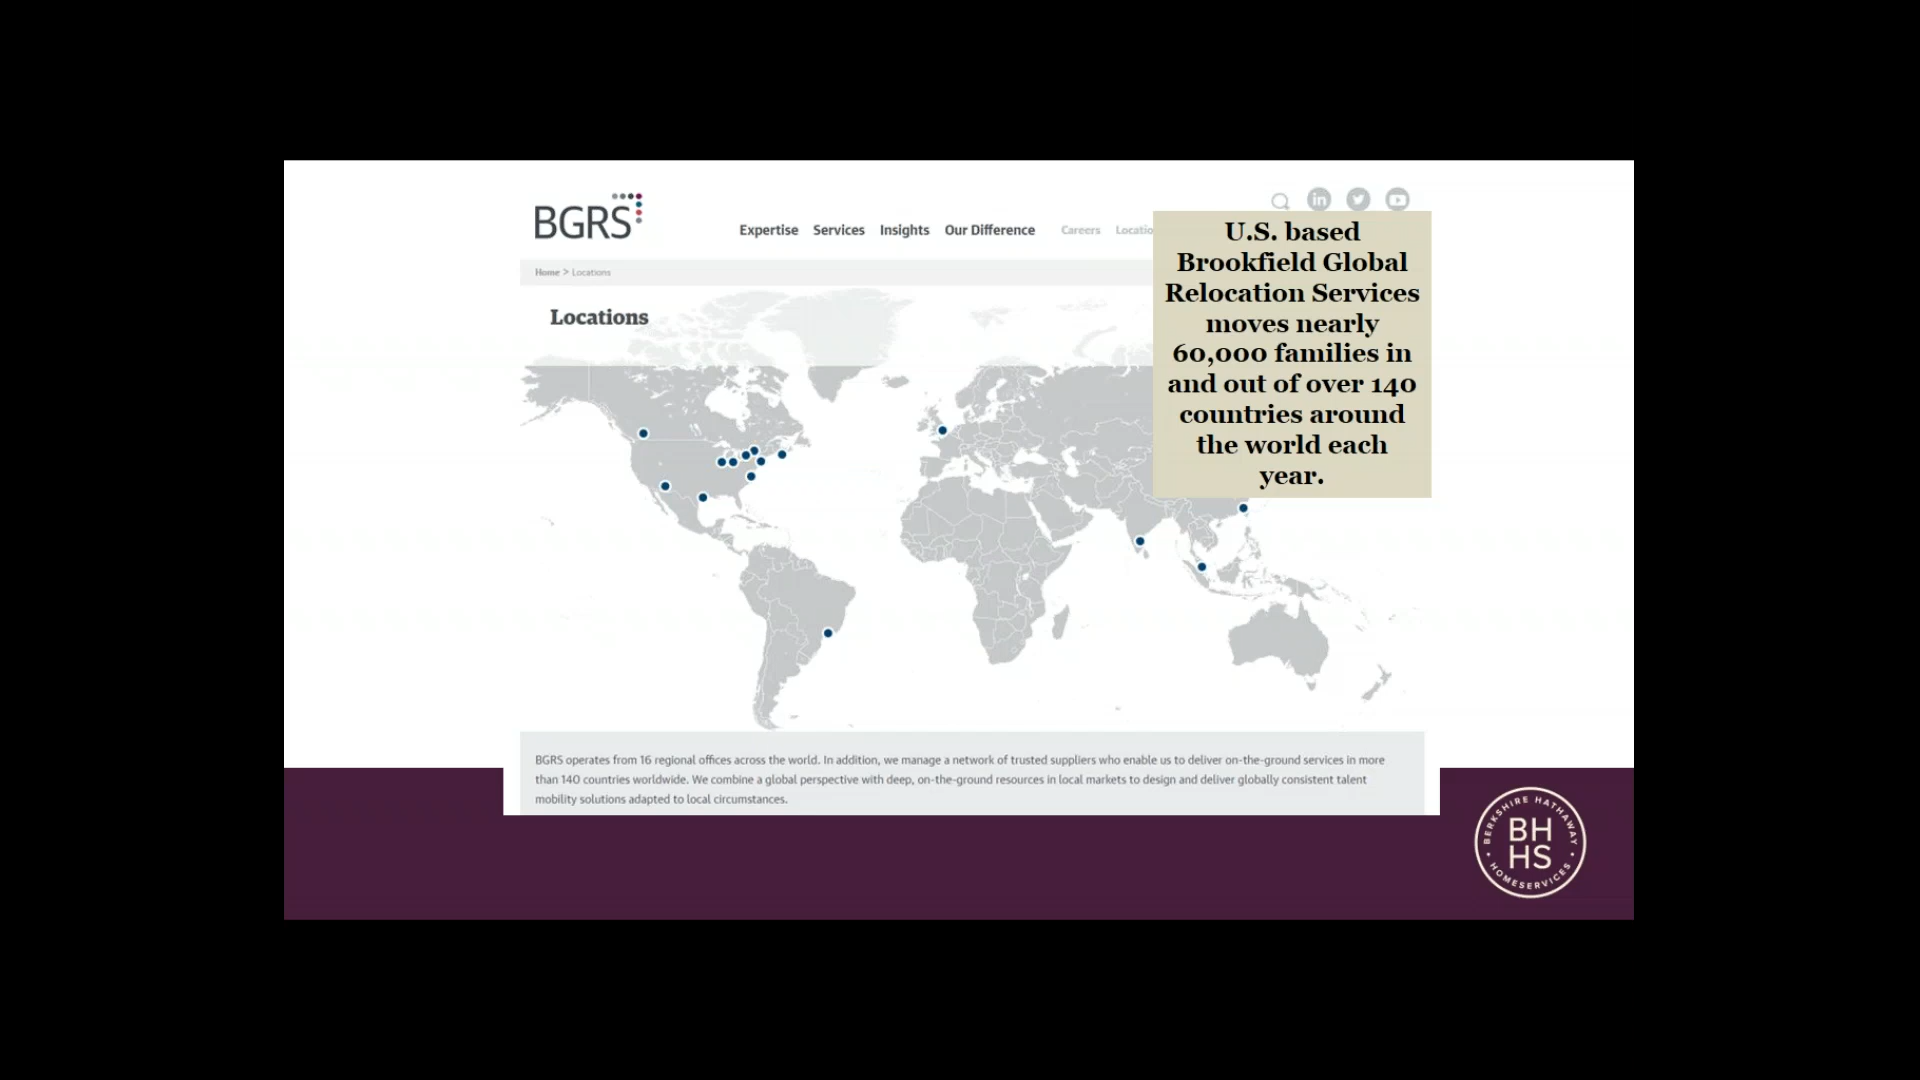 BGRS
Expertise Services Insights Our Difference Careers Locatio
Home > Locations
Locations
U.S. based
Brookfield Global
Relocation Services
moves nearly
60,000 families in
and out of over 140
countries around
the world each
year.
BGRS operates from 16 regional offices across the world. In addition, we manage a network of trusted suppliers who enable us to deliver on-the-ground services in more
than 140 countries worldwide. We combine a global perspective with deep, on-the-ground resources in local markets to design and deliver globally consistent talent
mobility solutions adapted to local circumstances.
BERKSHIRE HATHAWAY
BH
HS
HOMESERVICES